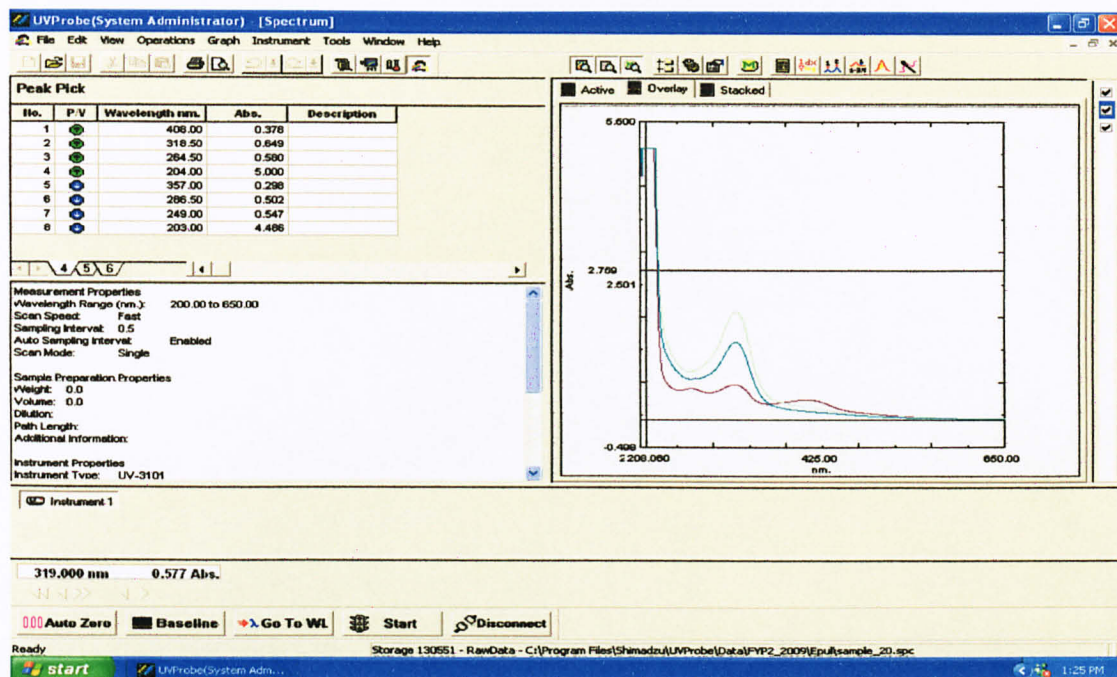 UVProbe(System Administrator) - [Spectrum]
File Edit View Operations Graph Instrument Tools Window Help
Peak Pick
No. P/V Wavelength nm. Abs. Description
1 408.00 0.378
2 318.50 0.649
3 264.50 0.580
4 204.00 5.000
5 357.00 0.298
6 286.50 0.502
7 249.00 0.547
8 203.00 4.486
4 5 6
Measurement Properties
Wavelength Range (nm.): 200.00 to 650.00
Scan Speed: Fast
Sampling Interval: 0.5
Auto Sampling Interval: Enabled
Scan Mode: Single
Sample Preparation Properties
Weight: 0.0
Volume: 0.0
Dilution:
Path Length:
Additional Information:
Instrument Properties
Instrument Type: UV-3101
Active Overlay Stacked
5.500
2.769
2.501
Abs.
425.00
650.00
nm.
Instrument 1
319.000 nm 0.577 Abs.
Auto Zero Baseline Go To WL Start Disconnect
Ready
Storage 130551 - RawData - C:\Program Files\Shimadzu\UVProbe\Data\FYP2_2009\Epul\sample_20.spc
start UVProbe(System Adm... 1:25 PM